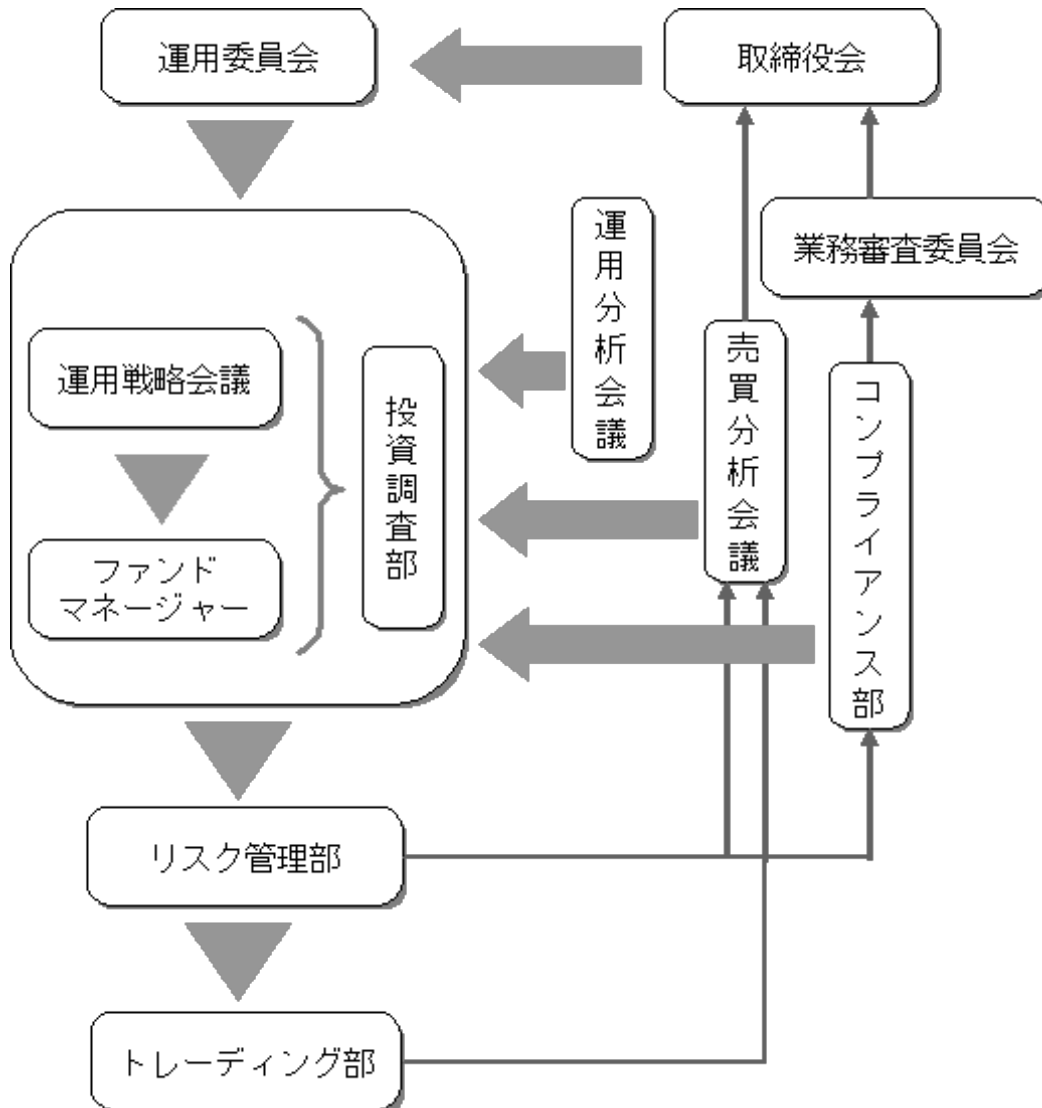 運用委員会
取締役会
業務審査委員会
運用分析会議
売買分析会議
コンプライアンス部
運用戦略会議
投資調査部
ファンド
マネージャー
リスク管理部
トレーディング部